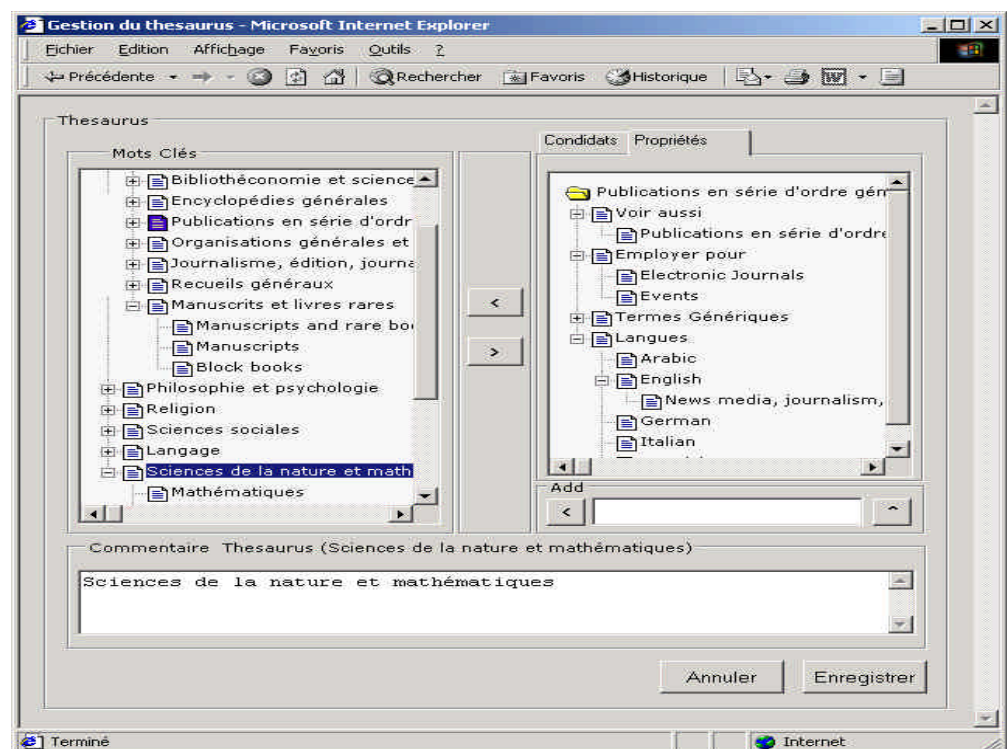 Gestion du thesaurus - Microsoft Internet Explorer
Fichier Edition Affichage Favoris Outils ?
Précédente Rechercher Favoris Historique
Thesaurus
Mots Clés
Bibliothéconomie et science
Encyclopédies générales
Publications en série d'ordr
Organisations générales et
Journalisme, édition, journa
Recueils généraux
Manuscrits et livres rares
Manuscripts and rare bo
Manuscripts
Block books
Philosophie et psychologie
Religion
Sciences sociales
Langage
Sciences de la nature et math
Mathématiques
<
>
Condidats Propriétés
Publications en série d'ordre gén
Voir aussi
Publications en série d'ordre
Employer pour
Electronic Journals
Events
Termes Génériques
Langues
Arabic
English
News media, journalism,
German
Italian
Add
<
^
Commentaire Thesaurus (Sciences de la nature et mathématiques)
Sciences de la nature et mathématiques
Annuler Enregistrer
Terminé Internet